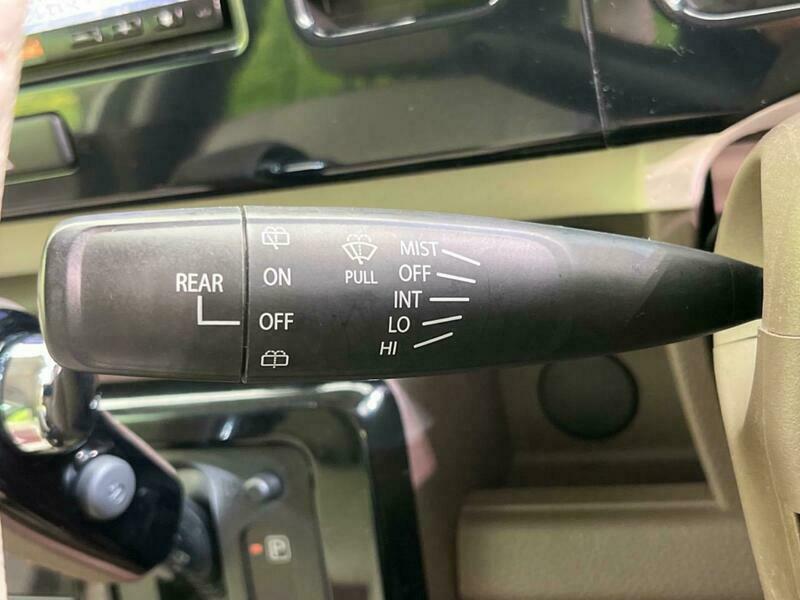 REAR
ON
OFF
PULL
MIST
OFF
INT
LO
HI
P